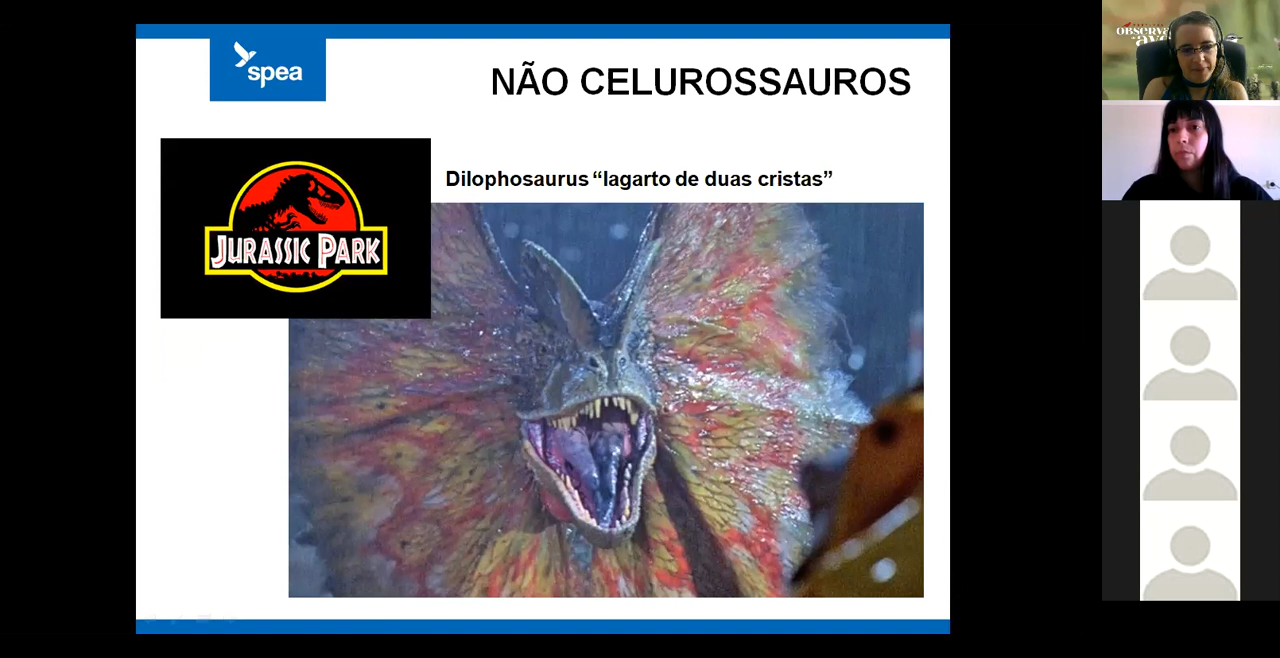 spea
NÃO CELUROSSAUROS
JURASSIC PARK
Dilophosaurus “lagarto de duas cristas”